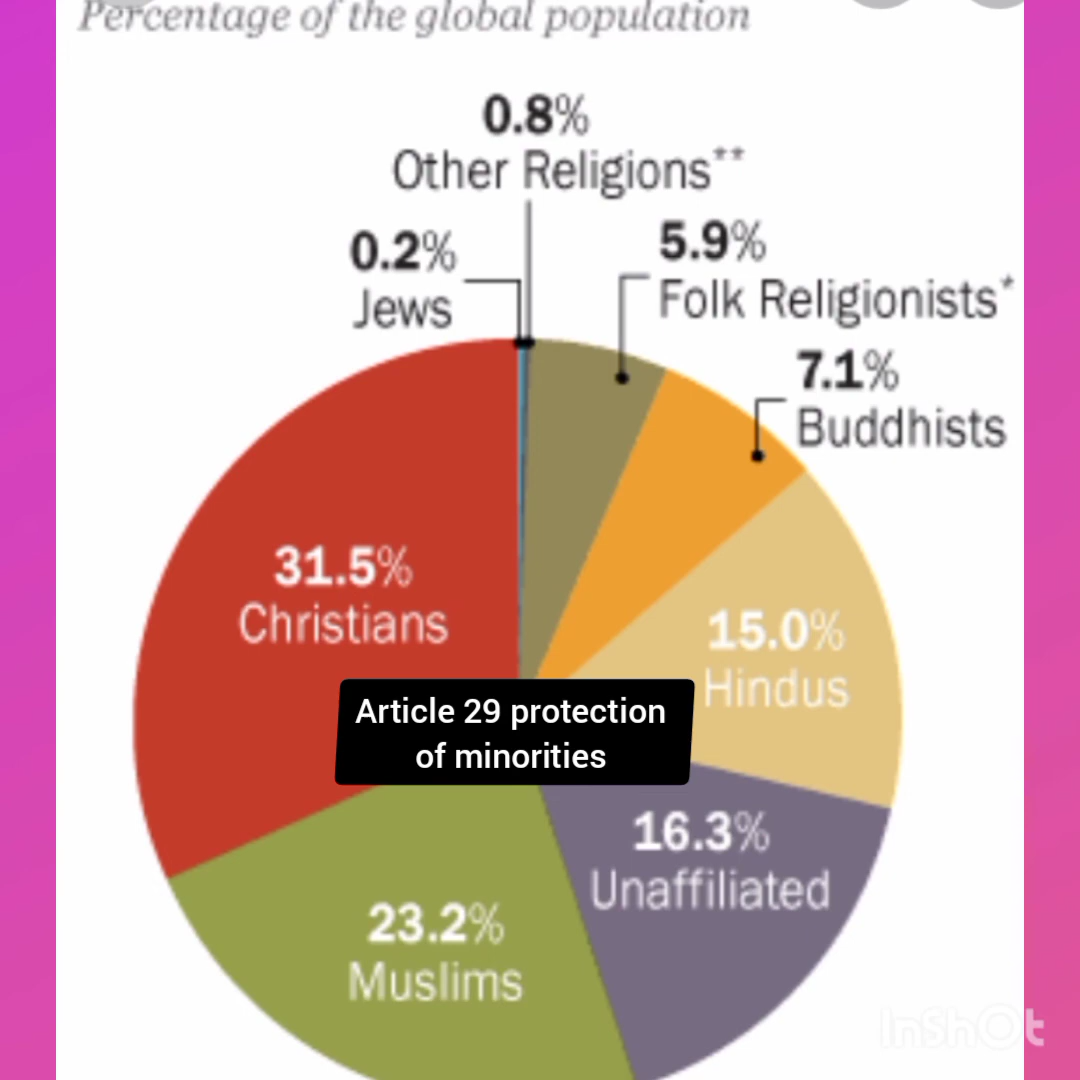 Percentage of the global population
0.8%
Other Religions**
0.2%
Jews
5.9%
Folk Religionists*
7.1%
Buddhists
31.5%
Christians
15.0%
Hindus
Article 29 protection
of minorities
16.3%
Unaffiliated
23.2%
Muslims
InShOt